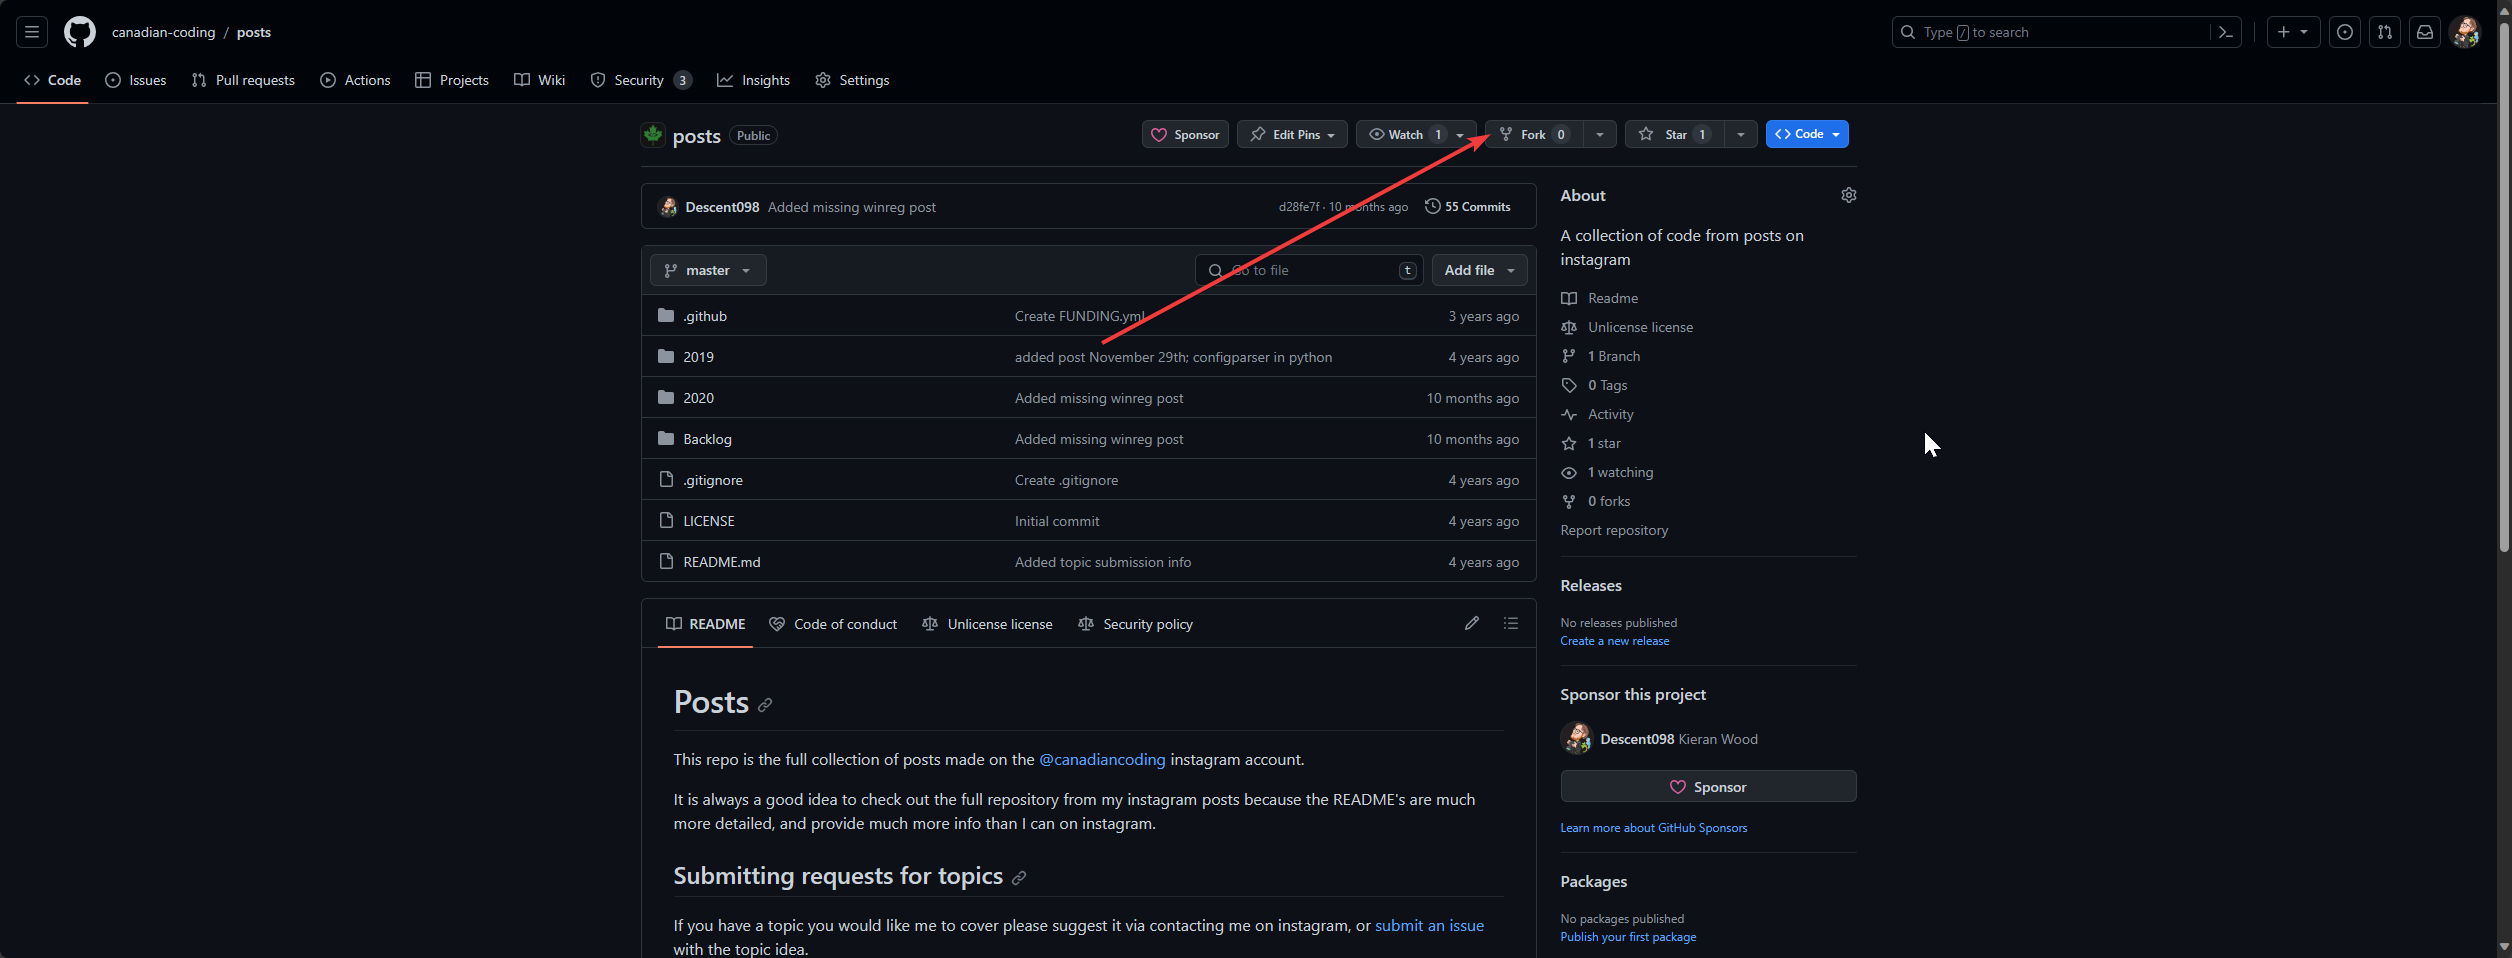 canadian-coding / posts
Type / to search
Code
Issues
Pull requests
Actions
Projects
Wiki
Security 3
Insights
Settings
posts Public
Sponsor
Edit Pins
Watch 1
Fork 0
Star 1
Code
Descent098 Added missing winreg post
d28fe7f · 10 months ago
55 Commits
master
Go to file
t
Add file
.github Create FUNDING.yml 3 years ago
2019 added post November 29th; configparser in python 4 years ago
2020 Added missing winreg post 10 months ago
Backlog Added missing winreg post 10 months ago
.gitignore Create .gitignore 4 years ago
LICENSE Initial commit 4 years ago
README.md Added topic submission info 4 years ago
README
Code of conduct
Unlicense license
Security policy
Posts
This repo is the full collection of posts made on the @canadiancoding instagram account.
It is always a good idea to check out the full repository from my instagram posts because the README's are much
more detailed, and provide much more info than I can on instagram.
Submitting requests for topics
If you have a topic you would like me to cover please suggest it via contacting me on instagram, or submit an issue
with the topic idea.
About
A collection of code from posts on
instagram
Readme
Unlicense license
1 Branch
0 Tags
Activity
1 star
1 watching
0 forks
Report repository
Releases
No releases published
Create a new release
Sponsor this project
Descent098 Kieran Wood
Sponsor
Learn more about GitHub Sponsors
Packages
No packages published
Publish your first package